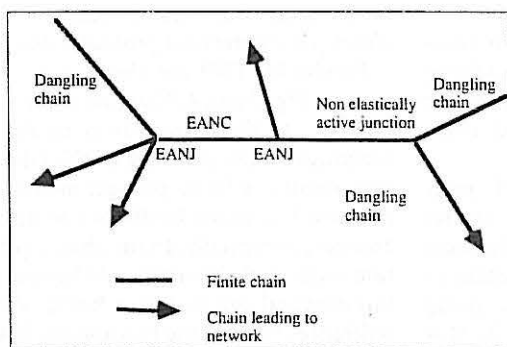 Dangling
chain
EANC
EANJ
EANJ
Non elastically
active junction
Dangling
chain
Dangling
chain
Finite chain
Chain leading to
network